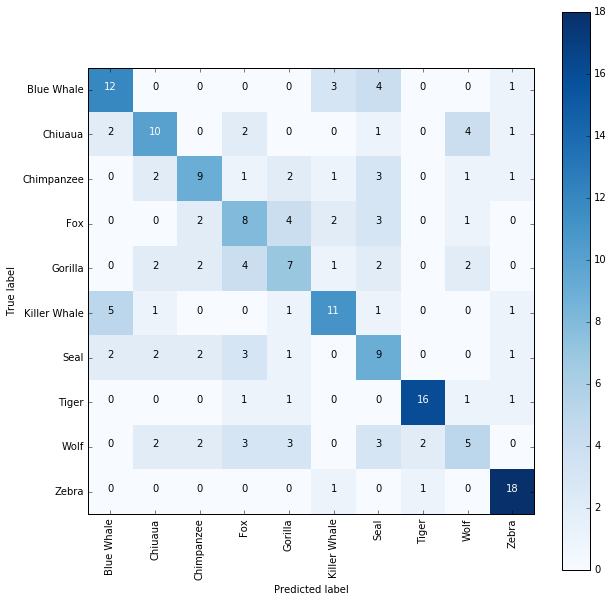 18
Blue Whale 12 0 0 0 0 3 4 0 0 1
16
Chiuaua 2 10 0 2 0 0 1 0 4 1
14
Chimpanzee 0 2 9 1 2 1 3 0 1 1
12
Fox 0 0 2 8 4 2 3 0 1 0
10
Gorilla 0 2 2 4 7 1 2 0 2 0
8
Killer Whale 5 1 0 0 1 11 1 0 0 1
6
Seal 2 2 2 3 1 0 9 0 0 1
Tiger 0 0 0 1 1 0 0 16 1 1
4
Wolf 0 2 2 3 3 0 3 2 5 0
2
Zebra 0 0 0 0 0 1 0 1 0 18
0
True label
Blue Whale
Chiuaua
Chimpanzee
Fox
Gorilla
Killer Whale
Seal
Tiger
Wolf
Zebra
Predicted label